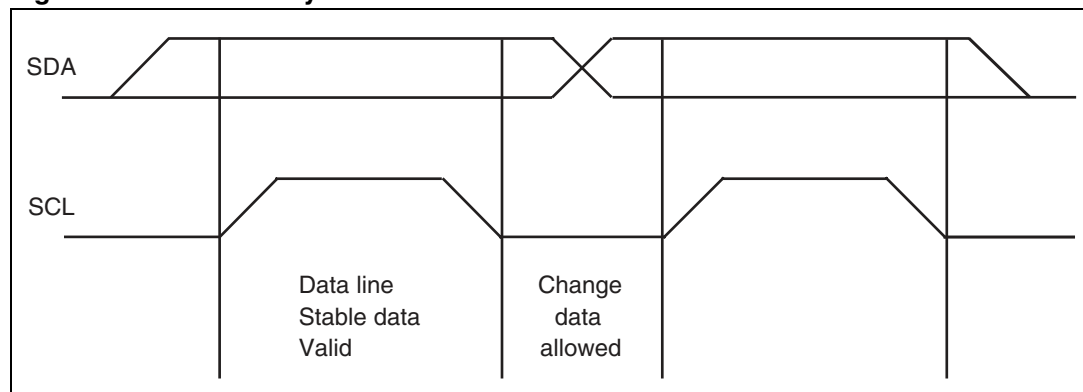 SDA
SCL
Data line
Stable data
Valid
Change
data
allowed